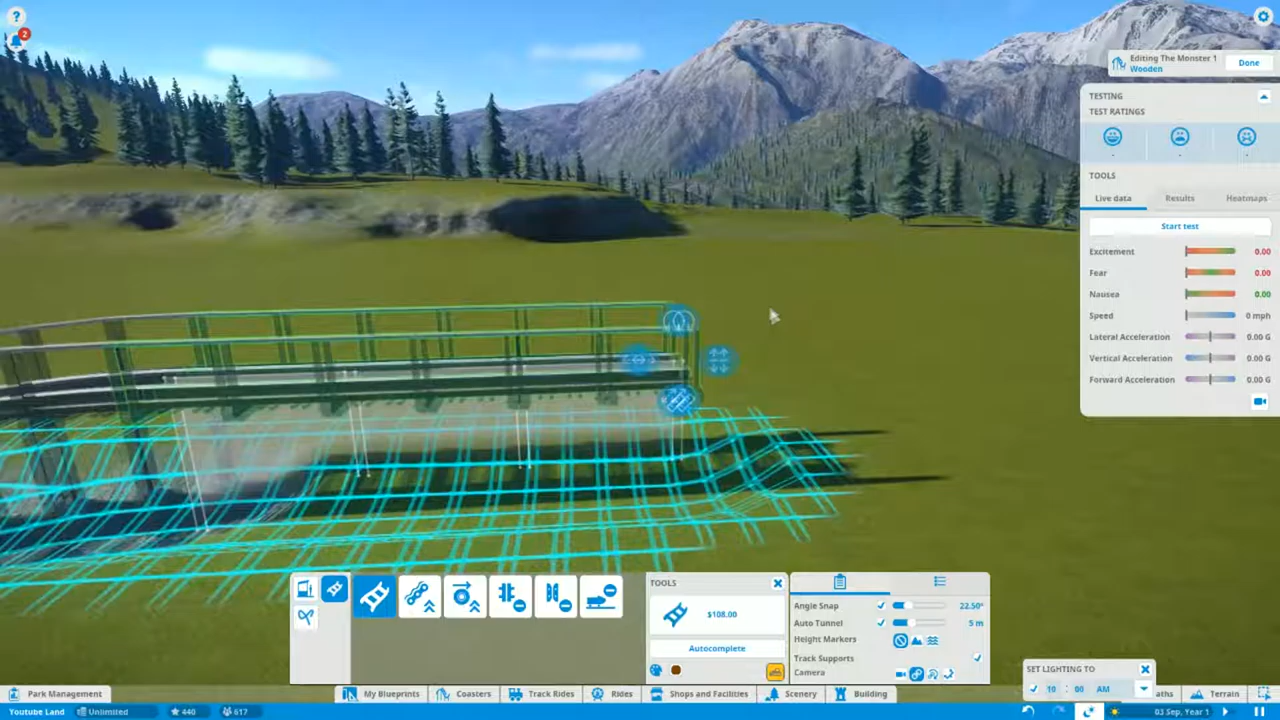 ?
2
Editing The Monster 1
Wooden
Done
TESTING
TEST RATINGS
- - -
TOOLS
Live data Results Heatmaps
Start test
Excitement 0.00
Fear 0.00
Nausea 0.00
Speed 0 mph
Lateral Acceleration 0.00 G
Vertical Acceleration 0.00 G
Forward Acceleration 0.00 G
TOOLS
$108.00
Autocomplete
Angle Snap 22.50°
Auto Tunnel 5 m
Height Markers
Track Supports
Camera
SET LIGHTING TO
10 : 00 AM
Park Management My Blueprints Coasters Track Rides Rides Shops and Facilities Scenery Building aths Terrain
Youtube Land Unlimited 440 617 03 Sep, Year 1